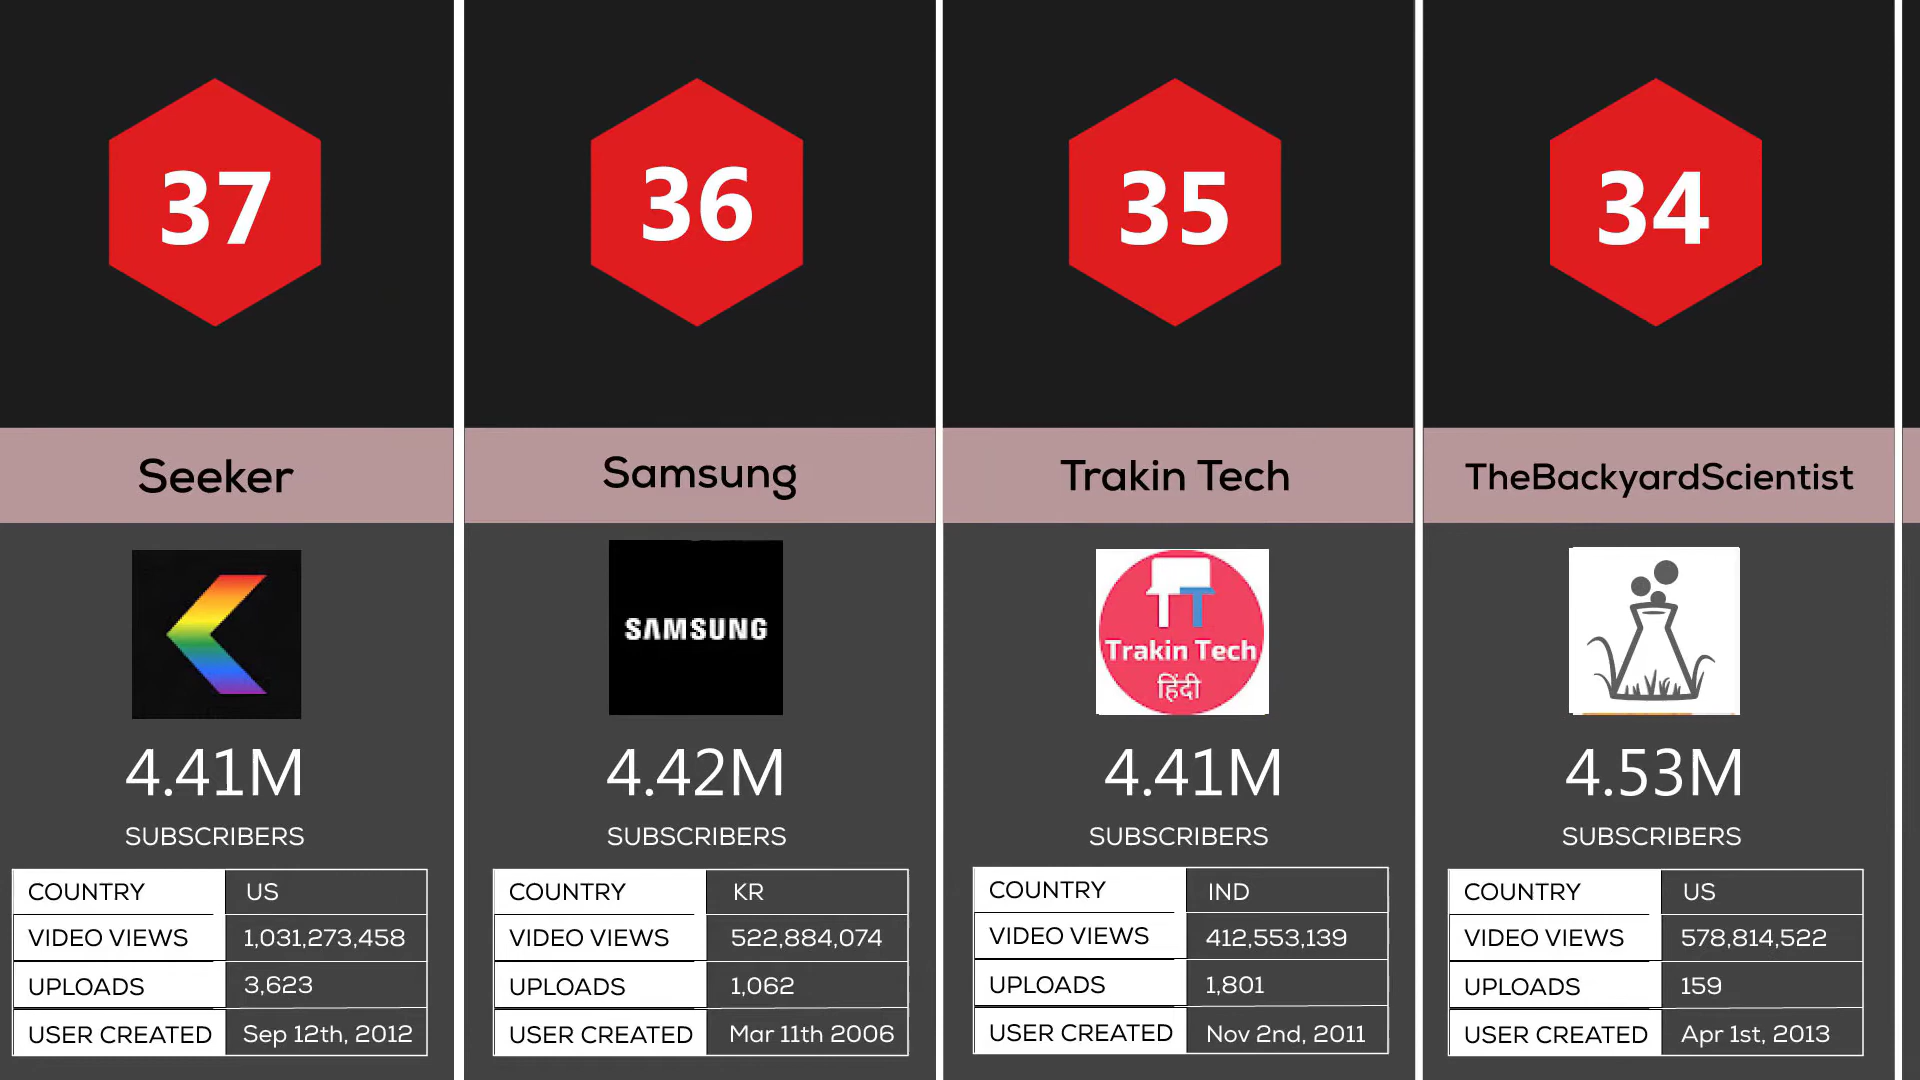 37
Seeker
4.41M
SUBSCRIBERS
COUNTRY US
VIDEO VIEWS 1,031,273,458
UPLOADS 3,623
USER CREATED Sep 12th, 2012
36
Samsung
SAMSUNG
4.42M
SUBSCRIBERS
COUNTRY KR
VIDEO VIEWS 522,884,074
UPLOADS 1,062
USER CREATED Mar 11th 2006
35
Trakin Tech
TT
Trakin Tech
हिंदी
4.41M
SUBSCRIBERS
COUNTRY IND
VIDEO VIEWS 412,553,139
UPLOADS 1,801
USER CREATED Nov 2nd, 2011
34
TheBackyardScientist
4.53M
SUBSCRIBERS
COUNTRY US
VIDEO VIEWS 578,814,522
UPLOADS 159
USER CREATED Apr 1st, 2013